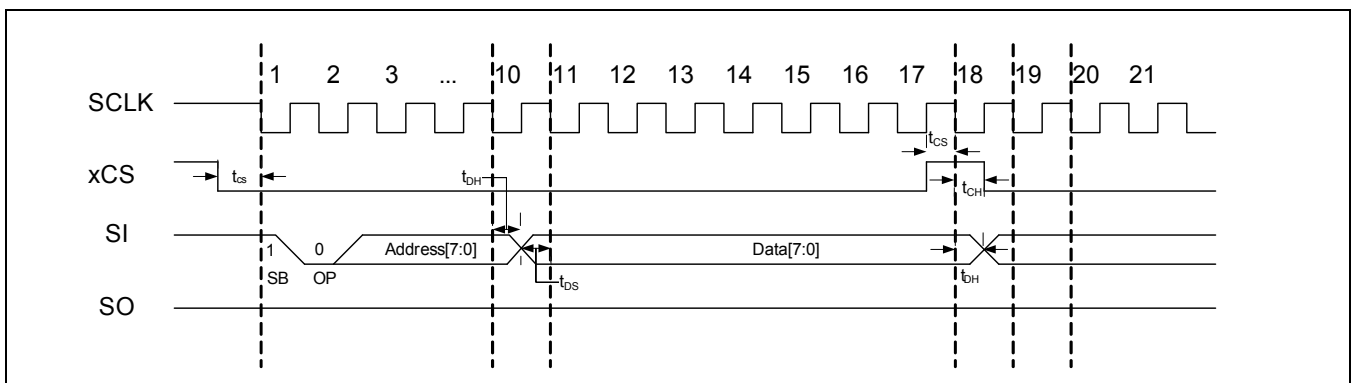 1 2 3 ... 10 11 12 13 14 15 16 17 18 19 20 21
SCLK
tCS
xCS
tcs
tDH
tCH
SI
1 0 Address[7:0] Data[7:0]
SB OP
tDS
tDH
SO